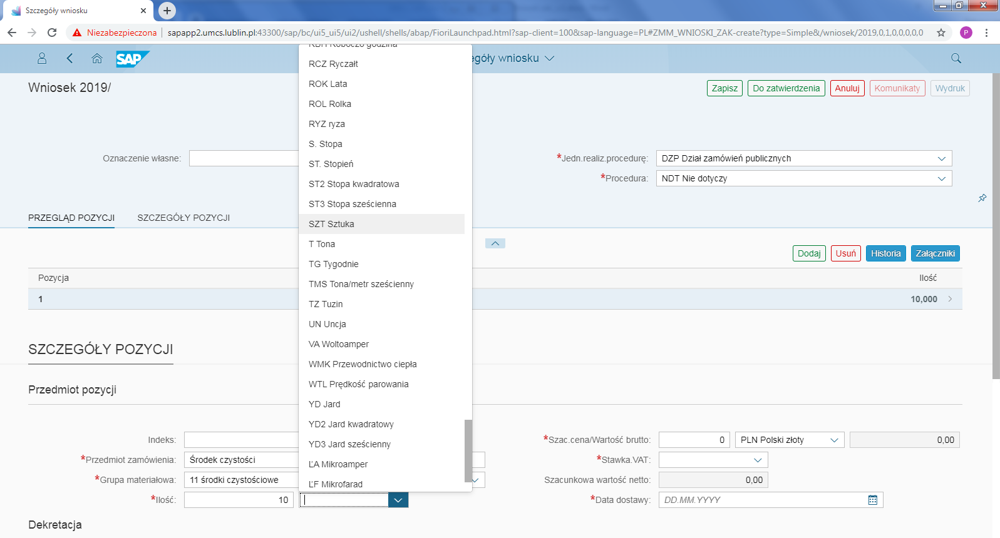 Szczegóły wniosku
Niezabezpieczona
sapapp2.umcs.lublin.pl:43300/sap/bc/ui5_ui5/ui2/ushell/shells/abap/FioriLaunchpad.html?sap-client=100&sap-language=PL#ZMM_WNIOSKI_ZAK-create?type=Simple&/wniosek/2019,0,1,0,0,0,0,0
P
SAP
egóły wniosku
Wniosek 2019/
Zapisz
Do zatwierdzenia
Anuluj
Komunikaty
Wydruk
Oznaczenie własne:
*Jedn.realiz.procedurę:
DZP Dział zamówień publicznych
*Procedura:
NDT Nie dotyczy
PRZEGLĄD POZYCJI
SZCZEGÓŁY POZYCJI
Dodaj
Usuń
Historia
Załączniki
Pozycja
Ilość
1
10,000
SZCZEGÓŁY POZYCJI
Przedmiot pozycji
Indeks:
*Przedmiot zamówienia:
Środek czystości
*Grupa materiałowa:
11 środki czystościowe
*Ilość:
10
RBH Roboczo godzina
RCZ Ryczałt
ROK Lata
ROL Rolka
RYZ ryza
S. Stopa
ST. Stopień
ST2 Stopa kwadratowa
ST3 Stopa sześcienna
SZT Sztuka
T Tona
TG Tygodnie
TMS Tona/metr sześcienny
TZ Tuzin
UN Uncja
VA Woltoamper
WMK Przewodnictwo ciepła
WTL Prędkość parowania
YD Jard
YD2 Jard kwadratowy
YD3 Jard sześcienny
ĽA Mikroamper
ĽF Mikrofarad
*Szac.cena/Wartość brutto:
0
PLN Polski złoty
0,00
*Stawka.VAT:
Szacunkowa wartość netto:
0,00
*Data dostawy:
DD.MM.YYYY
Dekretacja